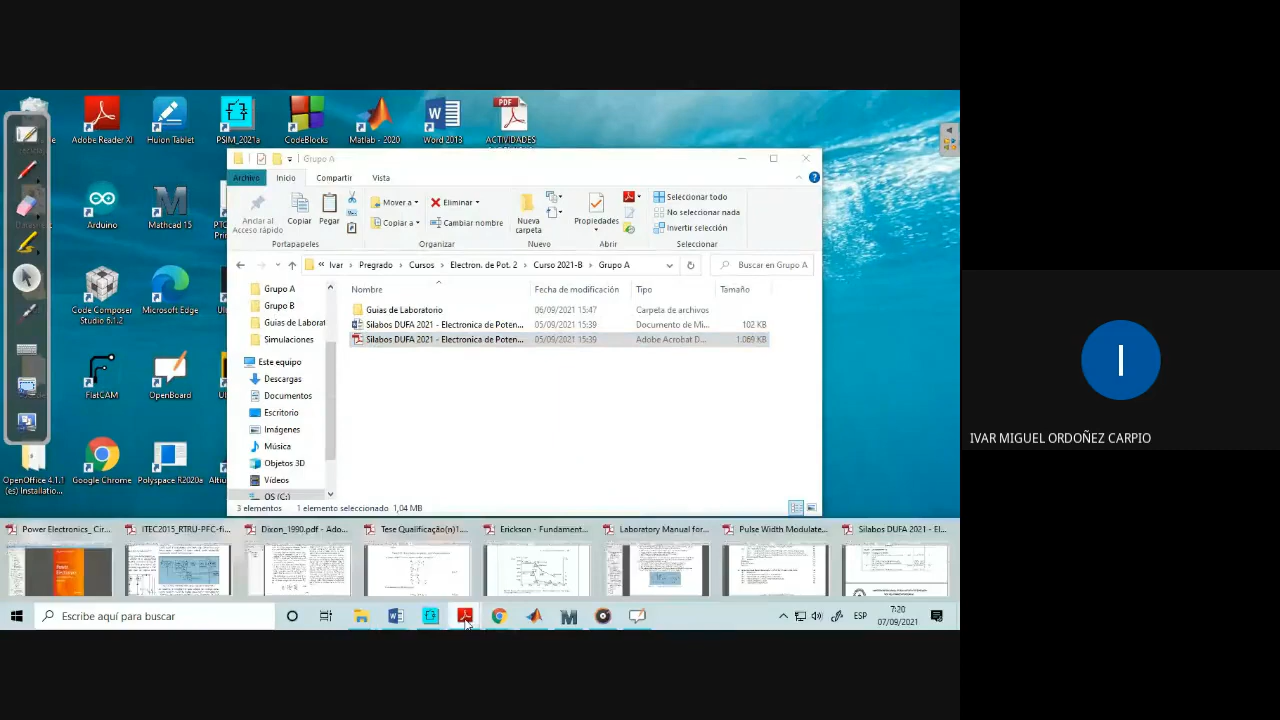 Adobe Reader XI
Huion Tablet
PSIM_2021a
CodeBlocks
Matlab - 2020
Word 2013
PDF
ACTIVIDADES
Arduino
Mathcad 15
Code Composer
Studio 6.1.2
Microsoft Edge
FlatCAM
OpenBoard
OpenOffice 4.1.1
(es) Installatio...
Google Chrome
Polyspace R2020a
Grupo A
Archivo
Inicio
Compartir
Vista
Anclar al
Acceso rápido
Copiar
Pegar
Mover a
Copiar a
Eliminar
Cambiar nombre
Nueva
carpeta
Propiedades
Seleccionar todo
No seleccionar nada
Invertir selección
Portapapeles
Organizar
Nuevo
Abrir
Seleccionar
« Ivar > Pregrado > Cursos > Electron. de Pot. 2 > Curso 2021-B > Grupo A
Buscar en Grupo A
Nombre
Fecha de modificación
Tipo
Tamaño
Guias de Laboratorio 06/09/2021 15:47 Carpeta de archivos
Silabos DUFA 2021 - Electronica de Poten... 05/09/2021 15:39 Documento de Mi... 102 KB
Silabos DUFA 2021 - Electronica de Poten... 05/09/2021 15:39 Adobe Acrobat D... 1.069 KB
Grupo A
Grupo B
Guias de Laborat
Simulaciones
Este equipo
Descargas
Documentos
Escritorio
Imágenes
Música
Objetos 3D
Vídeos
OS (C:)
3 elementos
1 elemento seleccionado 1,04 MB
Power Electronics_Cir...
ITEC2015_RTRU-PFC-fi...
Dixon_1990.pdf - Ado...
Tese Qualificação(n)1...
Erickson - Fundament...
Laboratory Manual for...
Pulse Width Modulate...
Silabos DUFA 2021 - El...
Escribe aquí para buscar
ESP
7:20
07/09/2021
I
IVAR MIGUEL ORDOÑEZ CARPIO